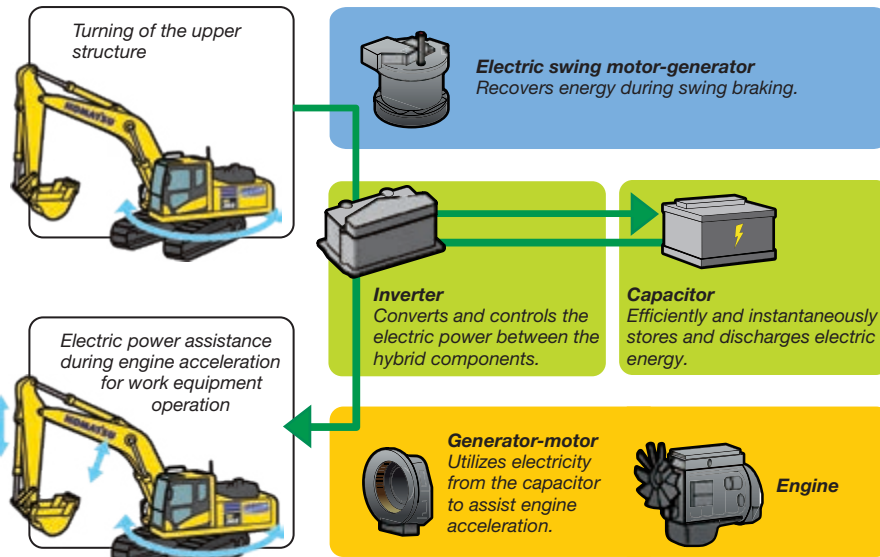 Turning of the upper
structure
KOMATSU
Electric swing motor-generator
Recovers energy during swing braking.
Inverter
Converts and controls the
electric power between the
hybrid components.
Capacitor
Efficiently and instantaneously
stores and discharges electric
energy.
Electric power assistance
during engine acceleration
for work equipment
operation
KOMATSU
Generator-motor
Utilizes electricity
from the capacitor
to assist engine
acceleration.
Engine